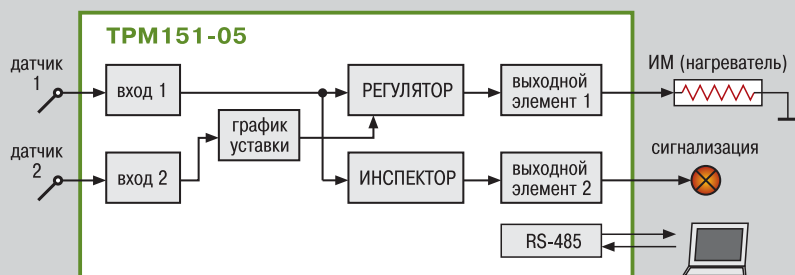 ТРМ151-05
датчик
1
вход 1
РЕГУЛЯТОР
выходной
элемент 1
ИМ (нагреватель)
график
уставки
датчик
2
вход 2
ИНСПЕКТОР
выходной
элемент 2
сигнализация
RS-485